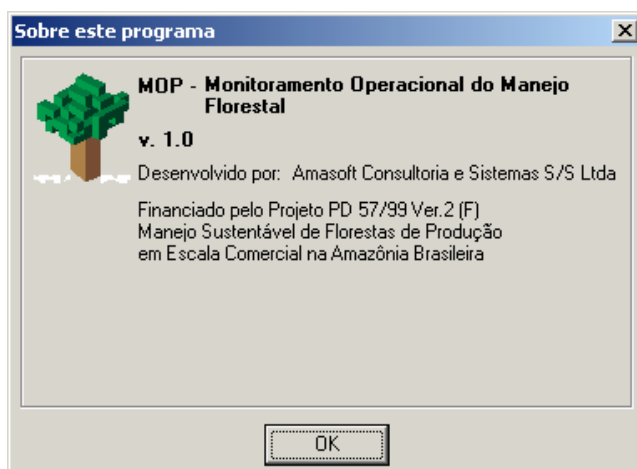 Sobre este programa
MOP - Monitoramento Operacional do Manejo
Florestal
v. 1.0
Desenvolvido por: Amasoft Consultoria e Sistemas S/S Ltda
Financiado pelo Projeto PD 57/99 Ver.2 (F)
Manejo Sustentável de Florestas de Produção
em Escala Comercial na Amazônia Brasileira
OK